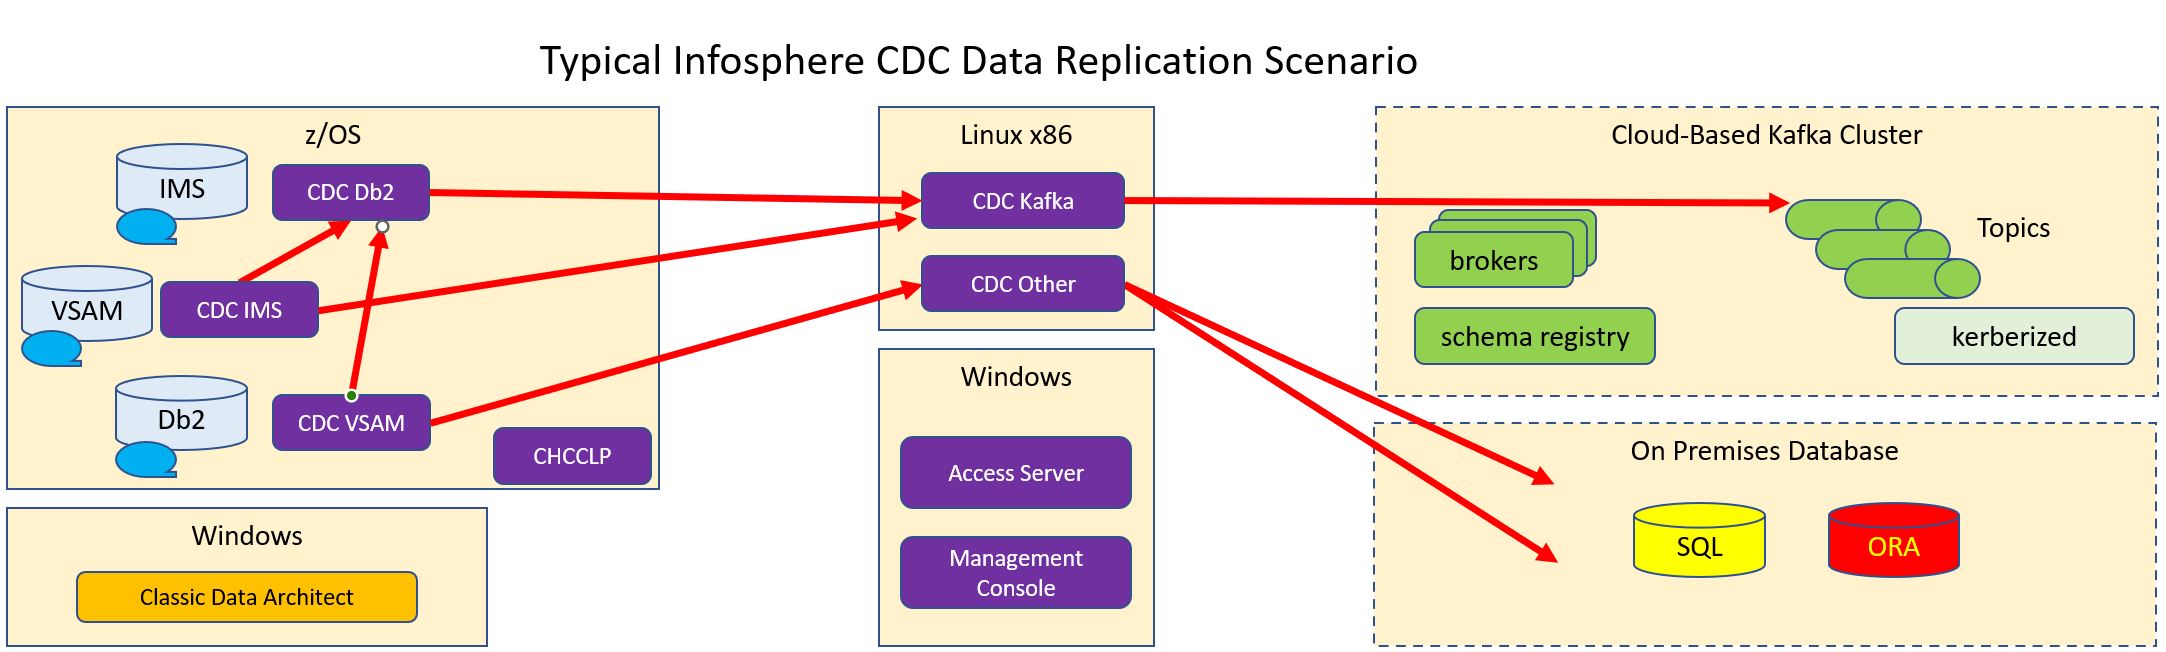 Typical Infosphere CDC Data Replication Scenario
z/OS
IMS
CDC Db2
VSAM
CDC IMS
Db2
CDC VSAM
CHCCLP
Windows
Classic Data Architect
Linux x86
CDC Kafka
CDC Other
Windows
Access Server
Management
Console
Cloud-Based Kafka Cluster
brokers
Topics
schema registry
kerberized
On Premises Database
SQL
ORA